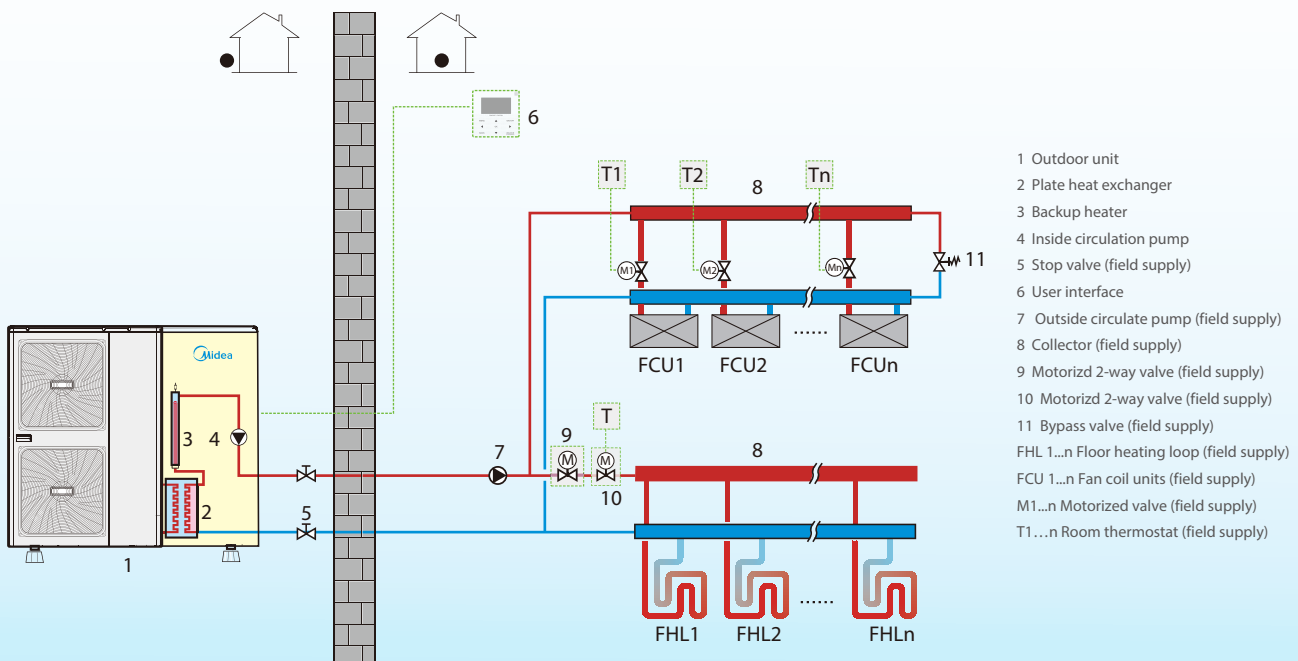 6
T1
T2
Tn
8
M1
M2
Mn
11
......
FCU1
FCU2
FCUn
Midea
3
4
2
1
5
7
9
M
T
M
10
8
......
FHL1
FHL2
FHLn
1 Outdoor unit
2 Plate heat exchanger
3 Backup heater
4 Inside circulation pump
5 Stop valve (field supply)
6 User interface
7 Outside circulate pump (field supply)
8 Collector (field supply)
9 Motorizd 2-way valve (field supply)
10 Motorizd 2-way valve (field supply)
11 Bypass valve (field supply)
FHL 1...n Floor heating loop (field supply)
FCU 1...n Fan coil units (field supply)
M1...n Motorized valve (field supply)
T1...n Room thermostat (field supply)